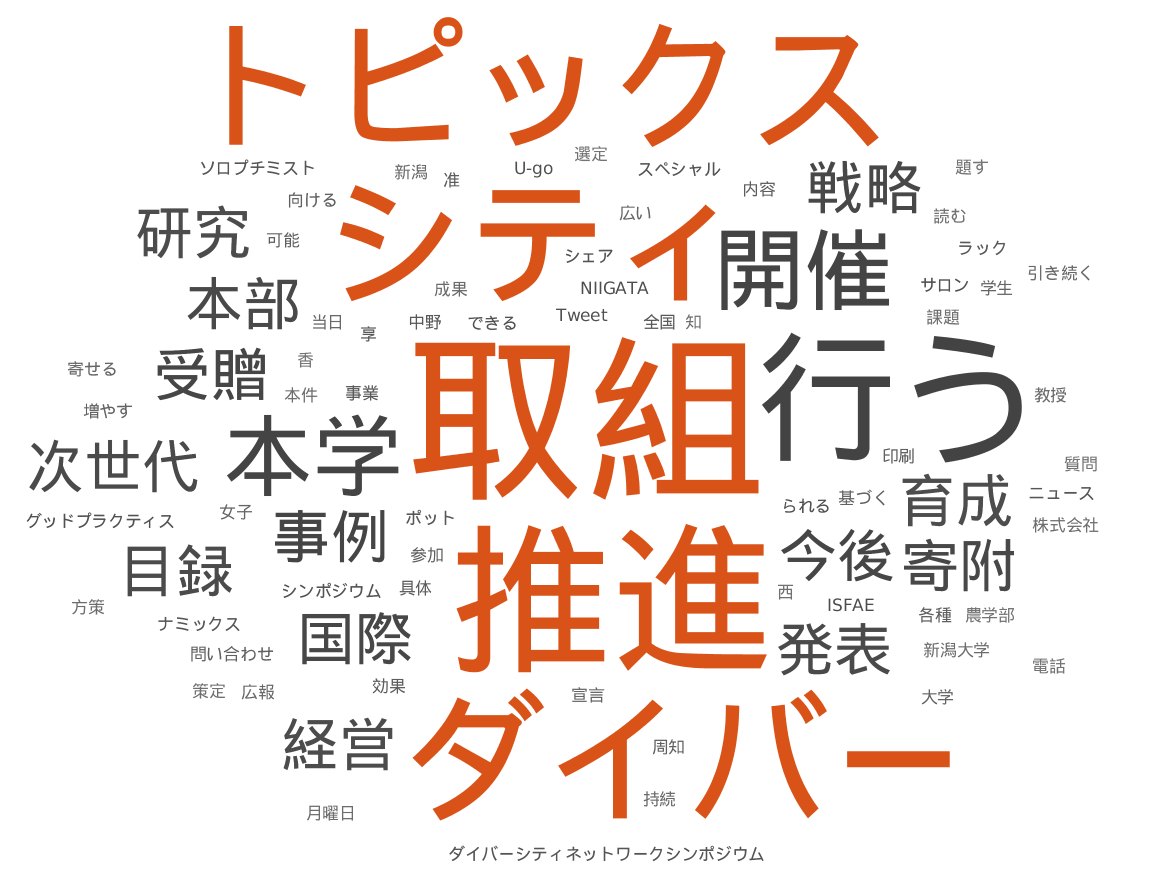 トピックス
ソロプチミスト
新潟
准
U-go
選定
スペシャル
内容
戦略
題す
向ける
研究
可能
シティ
広い
読む
シェア
開催
ラック
引き続く
本部
成果
NIIGATA
サロン
学生
当日
享
中野
できる
Tweet
全国
知
課題
取組
行う
受贈
香
寄せる
本件
事業
教授
増やす
本学
次世代
印刷
質問
グッドプラクティス
女子
ポット
られる
基づく
育成
ニュース
株式会社
事例
参加
推進
今後
寄附
目録
シンポジウム
具体
西
ISFAE
方策
ナミックス
各種
農学部
国際
問い合わせ
発表
新潟大学
電話
策定
広報
効果
宣言
大学
経営
ダイバー
周知
持続
月曜日
ダイバーシティネットワークシンポジウム